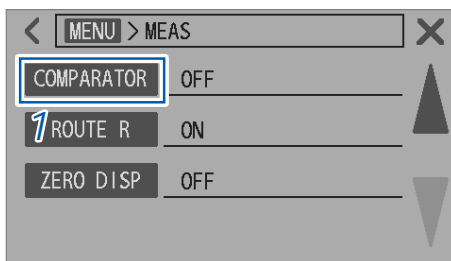 MENU > MEAS
COMPARATOR OFF
1
ROUTE R ON
ZERO DISP OFF